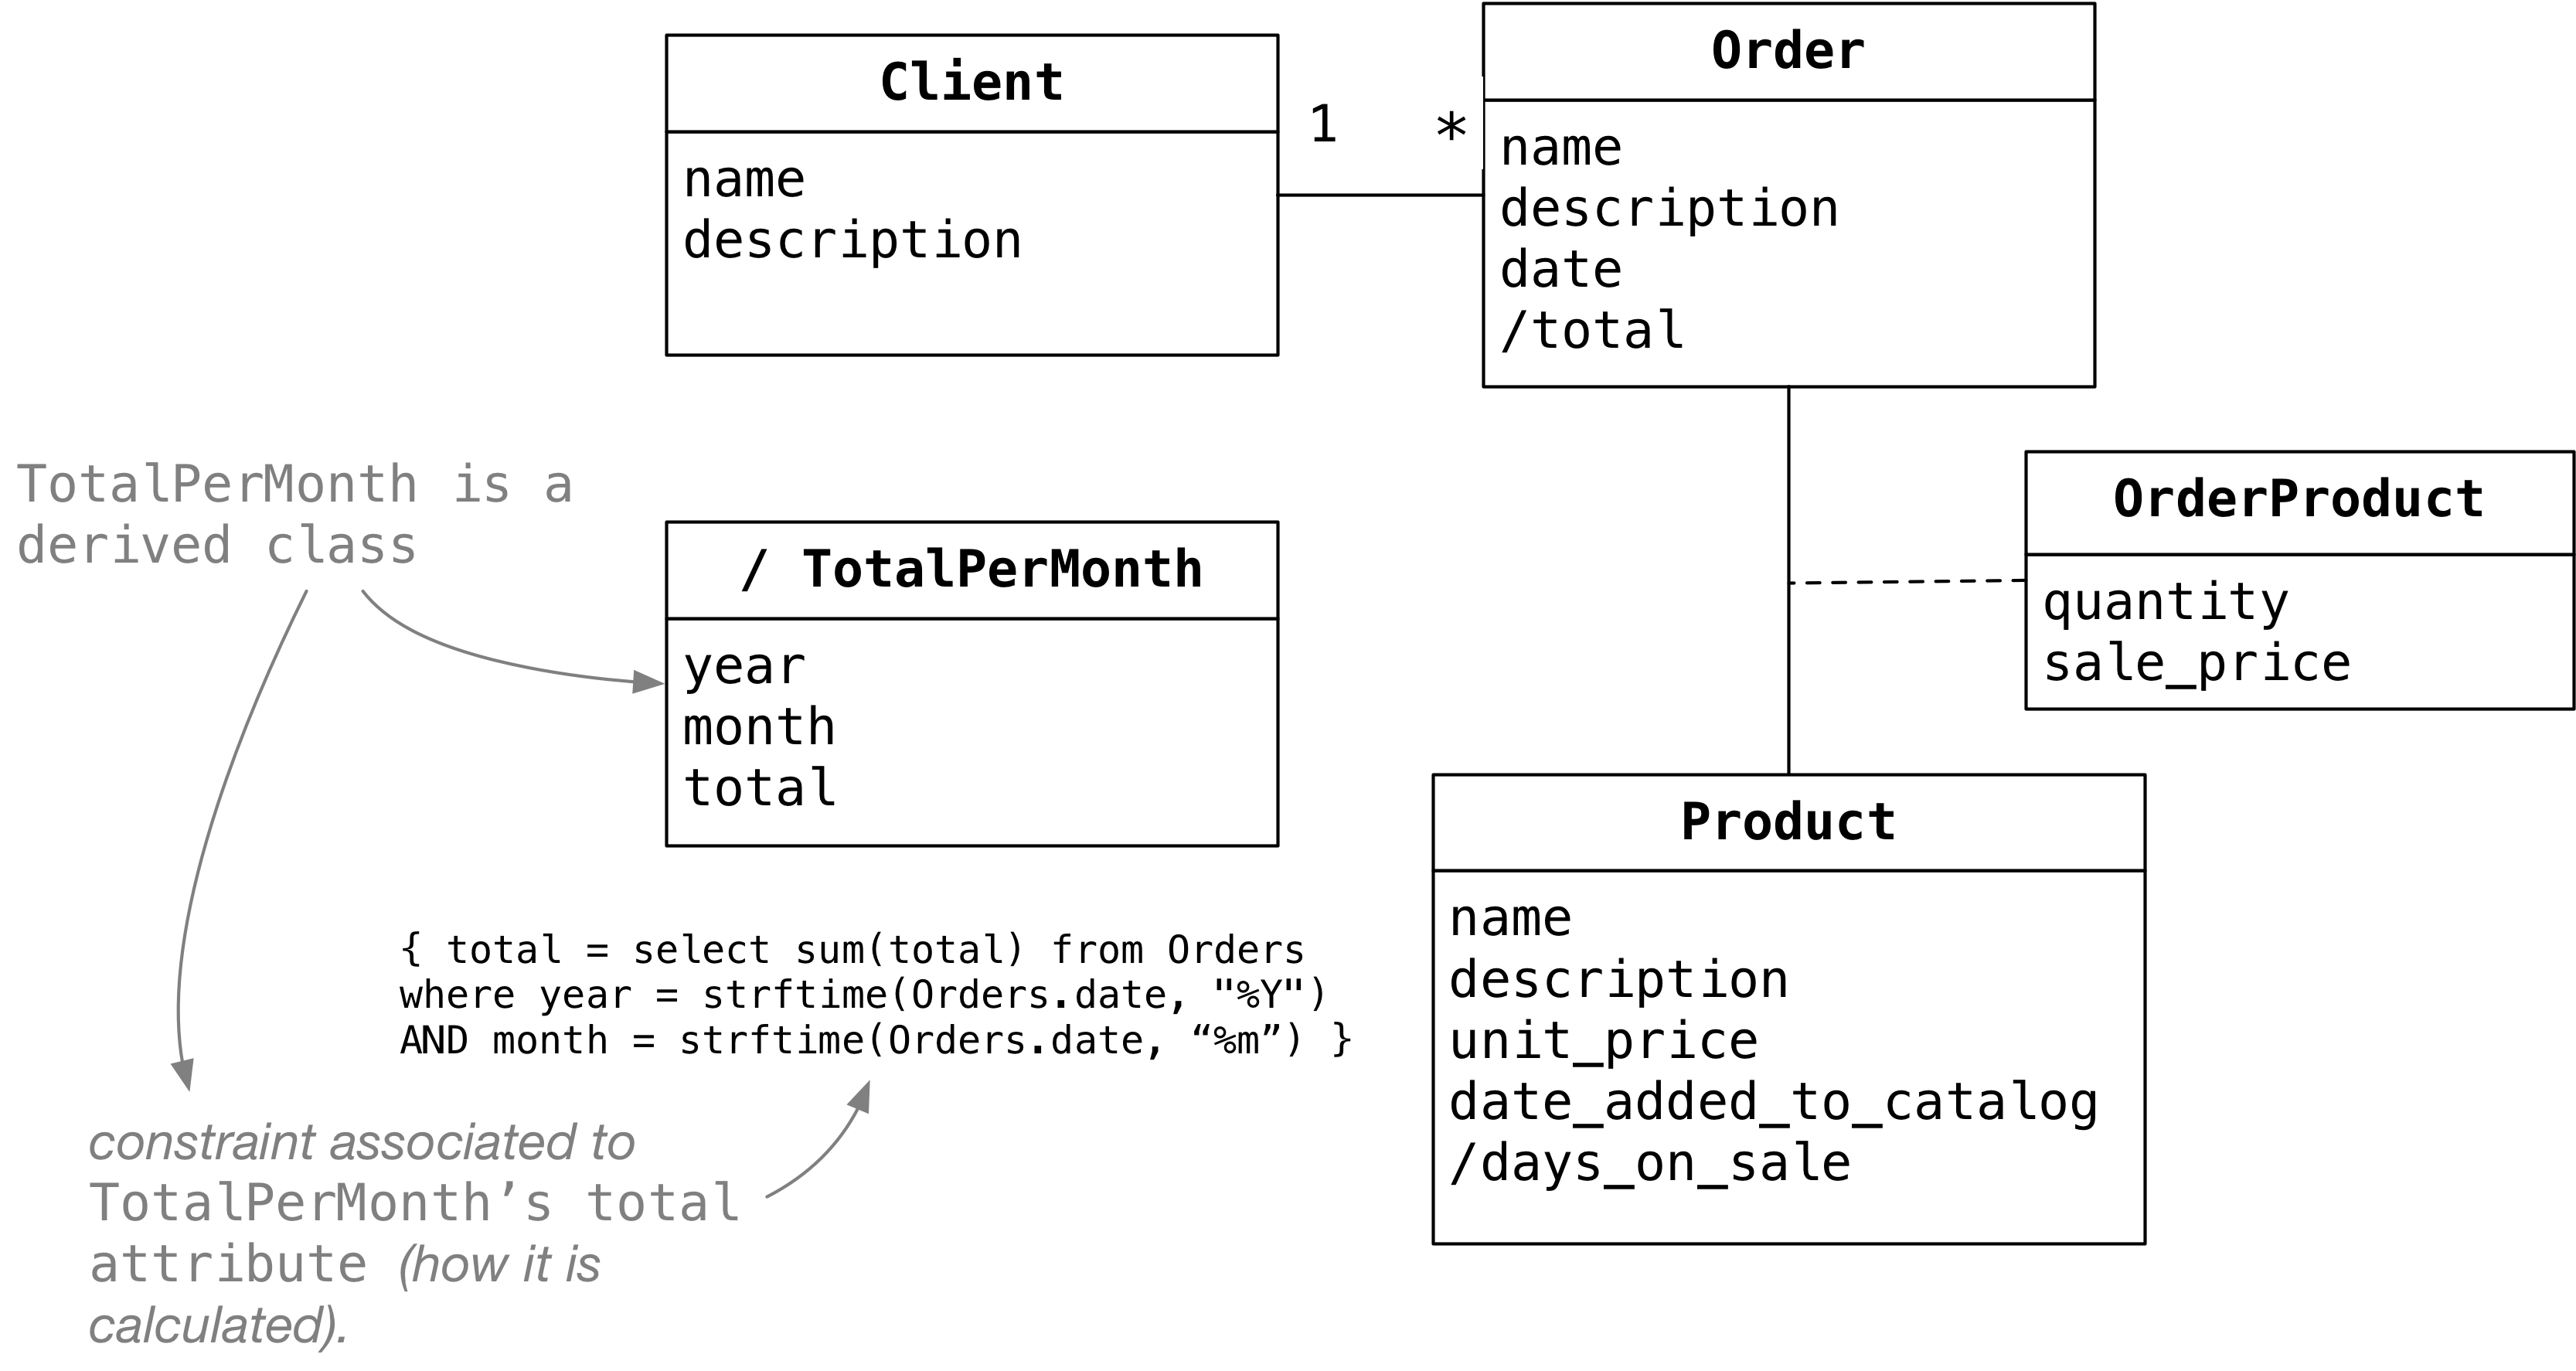 Client
name
description
1 *
Order
name
description
date
/total
TotalPerMonth is a
derived class
/ TotalPerMonth
year
month
total
OrderProduct
quantity
sale_price
{ total = select sum(total) from Orders
where year = strftime(Orders.date, "%Y")
AND month = strftime(Orders.date, “%m”) }
Product
name
description
unit_price
date_added_to_catalog
/days_on_sale
constraint associated to
TotalPerMonth’s total
attribute (how it is
calculated).